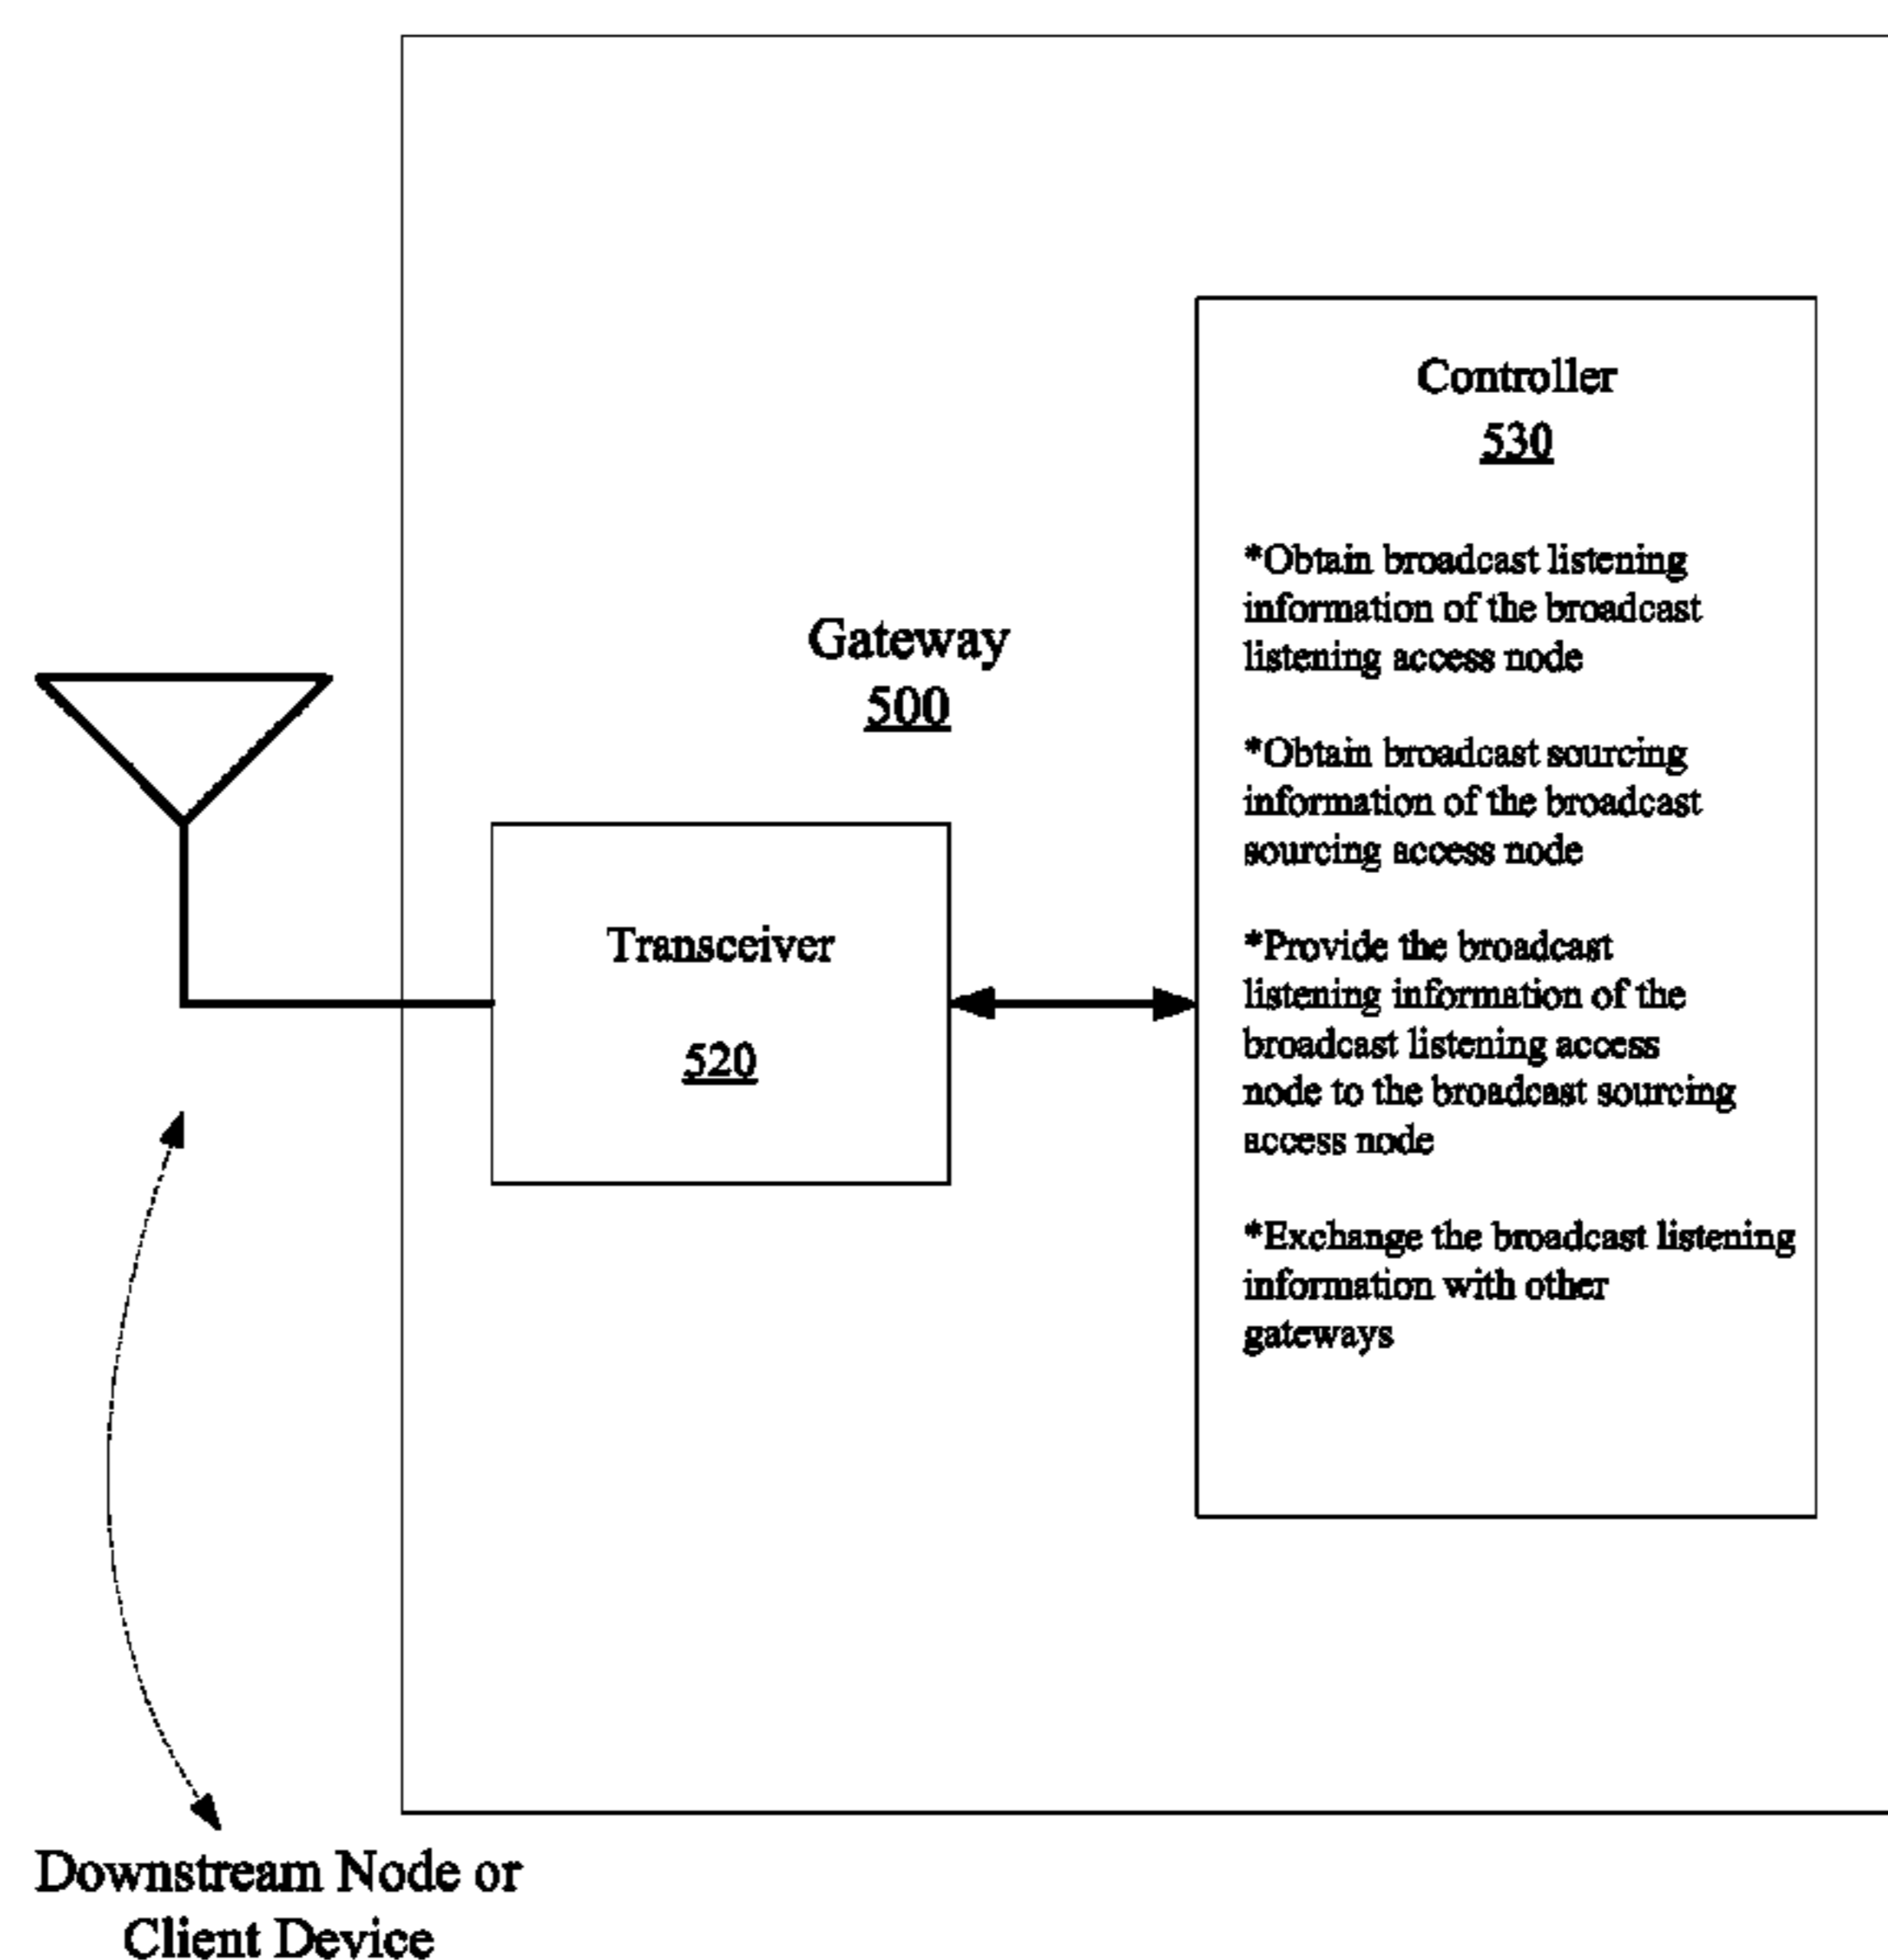 Controller
530
*Obtain broadcast listening
information of the broadcast
listening access node
*Obtain broadcast sourcing
information of the broadcast
sourcing access node
*Provide the broadcast
listening information of the
broadcast listening access
node to the broadcast sourcing
access node
*Exchange the broadcast listening
information with other
gateways
Gateway
500
Transceiver
520
Downstream Node or
Client Device